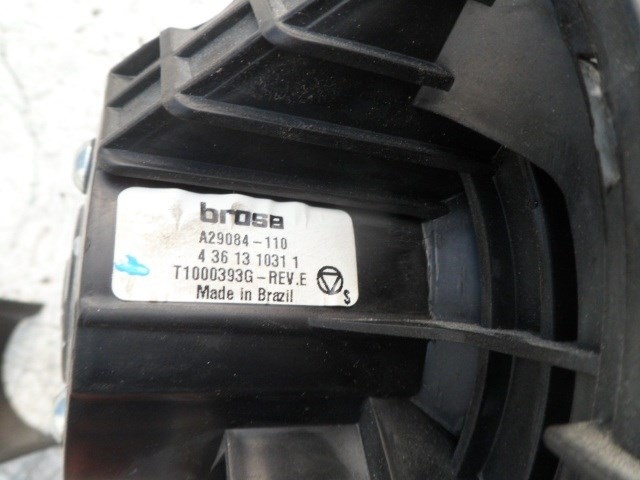 brose
A29084-110
4 36 13 1031 1
T1000393G-REV.E
Made in Brazil
S